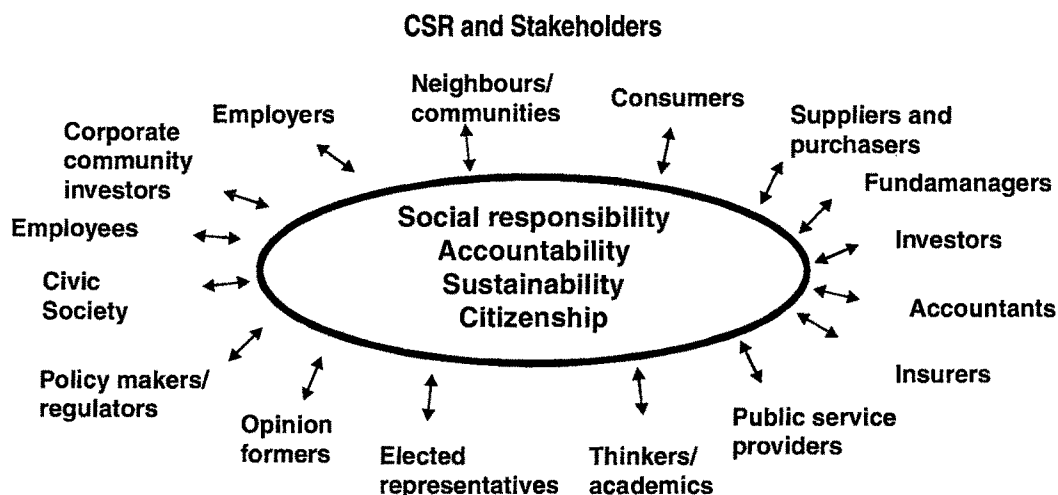 CSR and Stakeholders
Neighbours/
communities
Consumers
Employers
Suppliers and
purchasers
Corporate
community
investors
Fundamanagers
Employees
Investors
Civic
Society
Accountants
Social responsibility
Accountability
Sustainability
Citizenship
Policy makers/
regulators
Insurers
Opinion
formers
Public service
providers
Elected
representatives
Thinkers/
academics